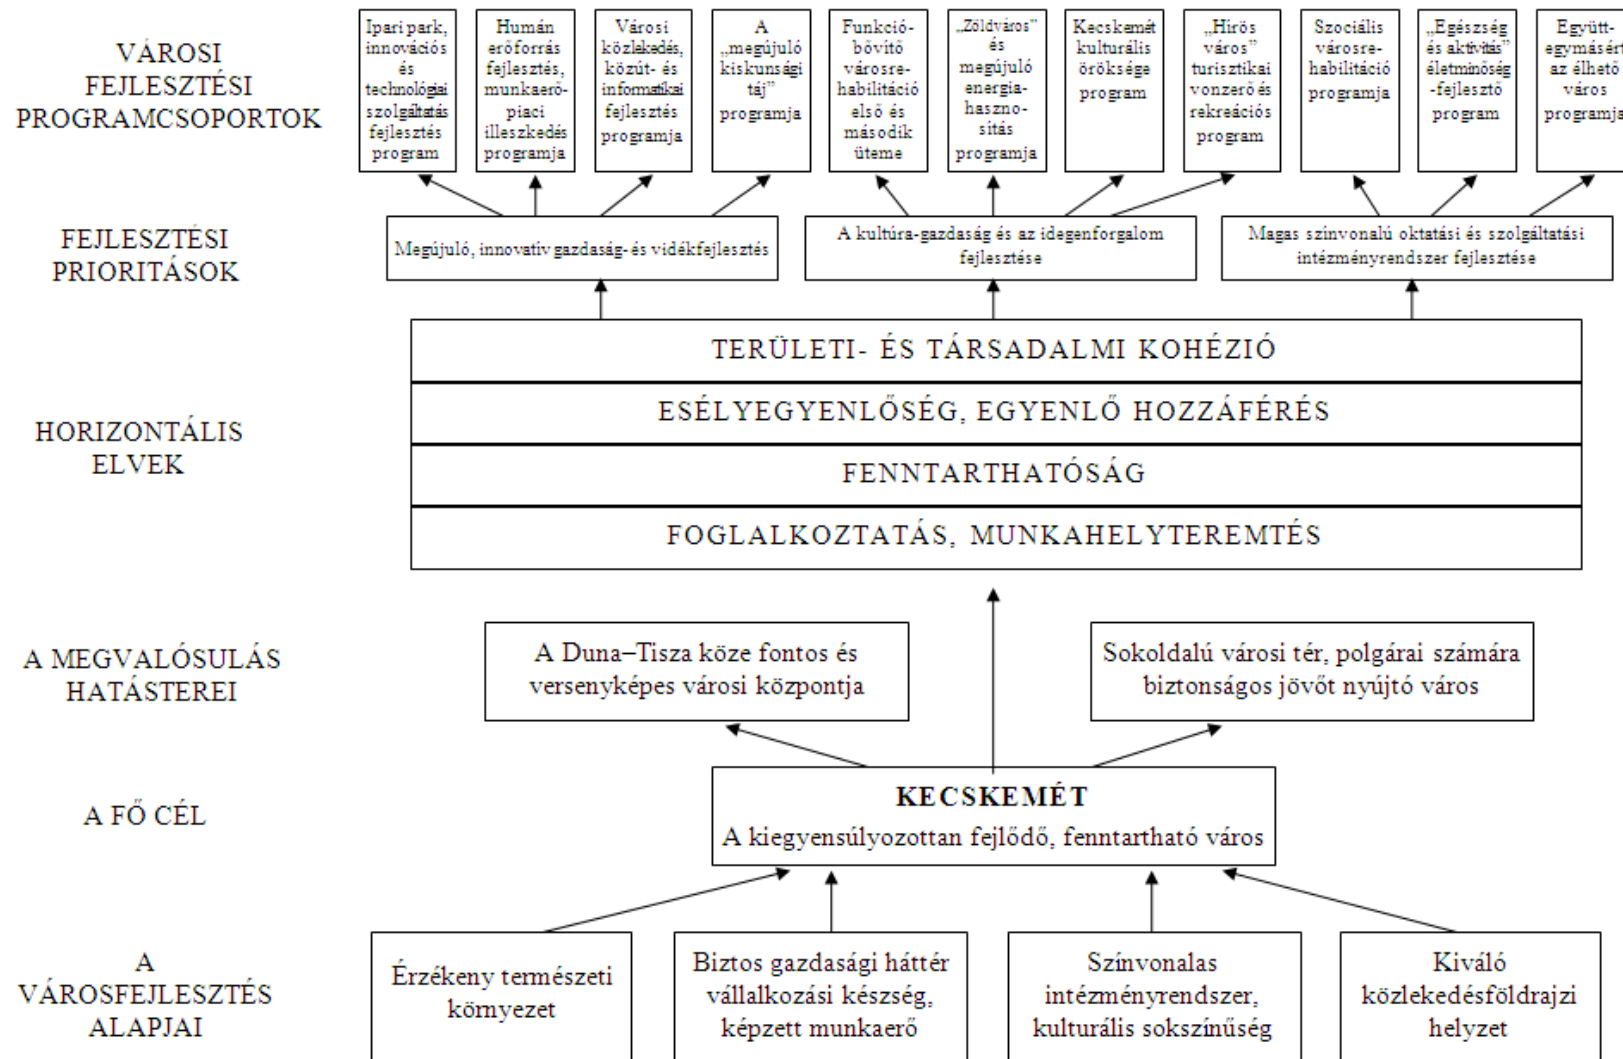 VÁROSI
FEJLESZTÉSI
PROGRAMCSOPORTOK
Ipari park,
innovációs
és
technológiai
szolgáltatás
fejlesztés
program
Humán
erőforrás
fejlesztés,
munkaerő-
piaci
illeszkedés
programja
Városi
közlekedés,
közút- és
informatikai
fejlesztés
programja
A
„megújuló
kiskunsági
táj”
programja
Funkció-
bővítő
városre-
habilitáció
első és
második
üteme
„Zöldváros”
és
megújuló
energia-
haszno-
sítás
programja
Kecskemét
kulturális
öröksége
program
„Hírös
város”
turisztikai
vonzerő és
rekreációs
program
Szociális
városre-
habilitáció
programja
„Egészség
és aktivitás”
életminőség
-fejlesztő
program
Együtt-
egymásért
az élhető
város
programja
FEJLESZTÉSI
PRIORITÁSOK
Megújuló, innovatív gazdaság- és vidékfejlesztés
A kultúra-gazdaság és az idegenforgalom
fejlesztése
Magas színvonalú oktatási és szolgáltatási
intézményrendszer fejlesztése
HORIZONTÁLIS
ELVEK
TERÜLETI- ÉS TÁRSADALMI KOHÉZIÓ
ESÉLYEGYENLŐSÉG, EGYENLŐ HOZZÁFÉRÉS
FENNTARTHATÓSÁG
FOGLALKOZTATÁS, MUNKAHELYTEREMTÉS
A MEGVALÓSULÁS
HATÁSTEREI
A Duna–Tisza köze fontos és
versenyképes városi központja
Sokoldalú városi tér, polgárai számára
biztonságos jövőt nyújtó város
A FŐ CÉL
KECSKEMÉT
A kiegyensúlyozottan fejlődő, fenntartható város
A
VÁROSFEJLESZTÉS
ALAPJAI
Érzékeny természeti
környezet
Biztos gazdasági háttér
vállalkozási készség,
képzett munkaerő
Színvonalas
intézményrendszer,
kulturális sokszínűség
Kiváló
közlekedésföldrajzi
helyzet